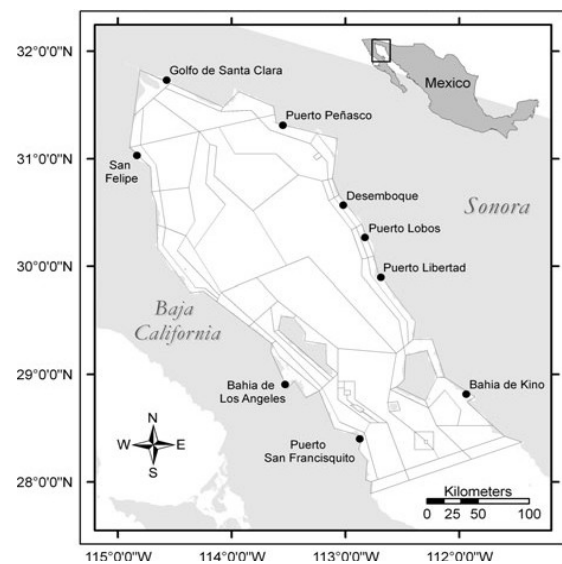 32°0'0"N
31°0'0"N
30°0'0"N
29°0'0"N
28°0'0"N
Mexico
Golfo de Santa Clara
Puerto Peñasco
San
Felipe
Desemboque
Sonora
Puerto Lobos
Puerto Libertad
Baja
California
Bahia de
Los Angeles
Bahia de Kino
Puerto
San Francisquito
N
W
E
S
Kilometers
0 25 50 100
115°0'0"W
114°0'0"W
113°0'0"W
112°0'0"W